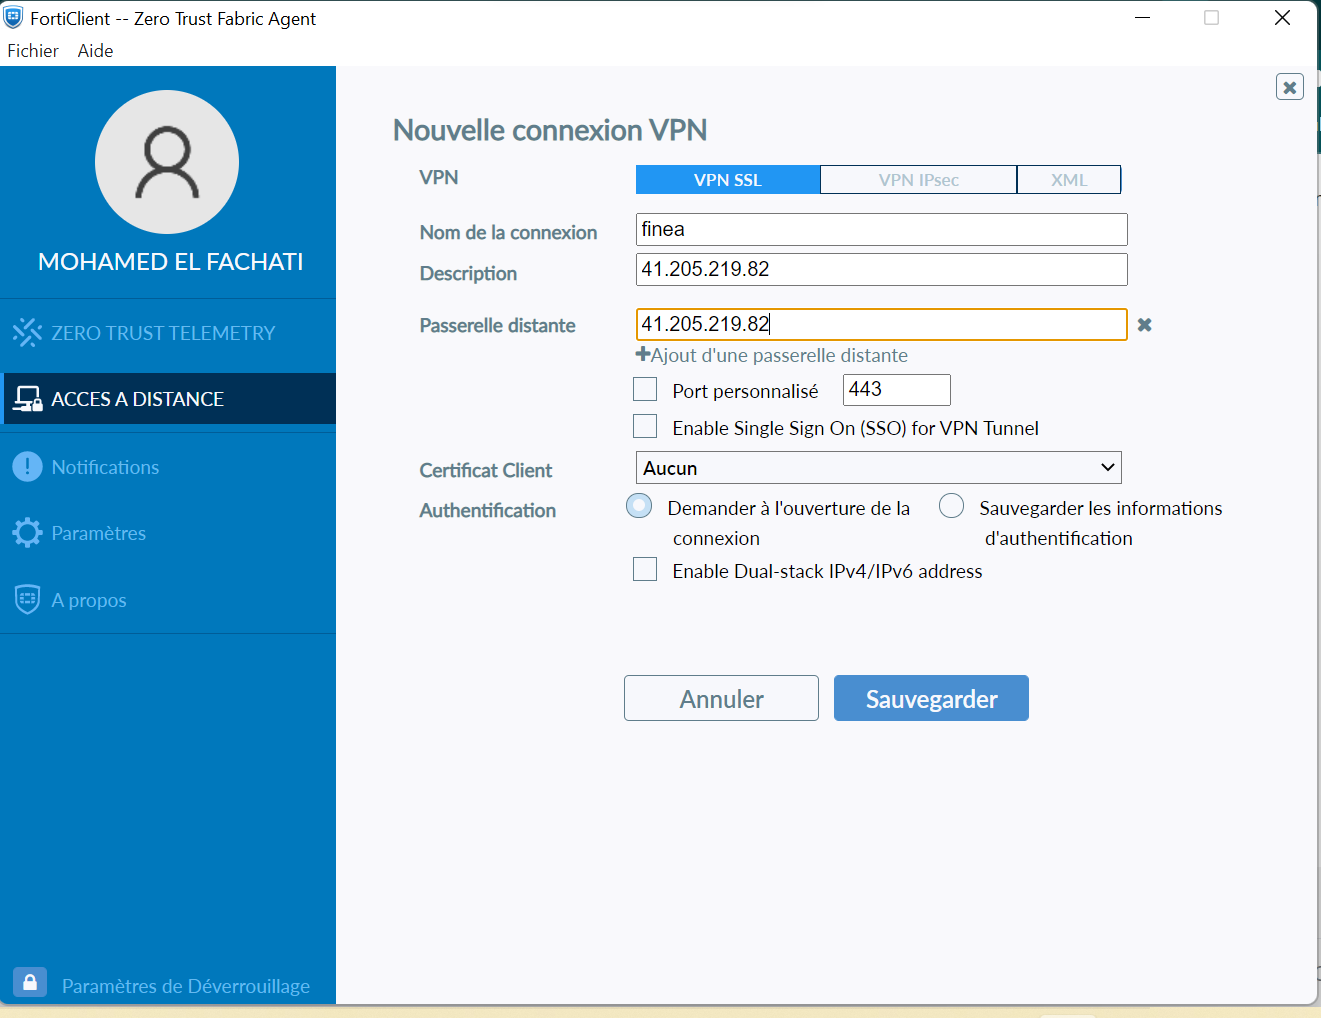 FortiClient -- Zero Trust Fabric Agent
Fichier Aide
MOHAMED EL FACHATI
ZERO TRUST TELEMETRY
ACCES A DISTANCE
Notifications
Paramètres
A propos
Paramètres de Déverrouillage
Nouvelle connexion VPN
VPN VPN SSL VPN IPsec XML
Nom de la connexion finea
Description 41.205.219.82
Passerelle distante 41.205.219.82
Ajout d'une passerelle distante
Port personnalisé 443
Enable Single Sign On (SSO) for VPN Tunnel
Certificat Client Aucun
Authentification Demander à l'ouverture de la connexion Sauvegarder les informations d'authentification
Enable Dual-stack IPv4/IPv6 address
Annuler Sauvegarder